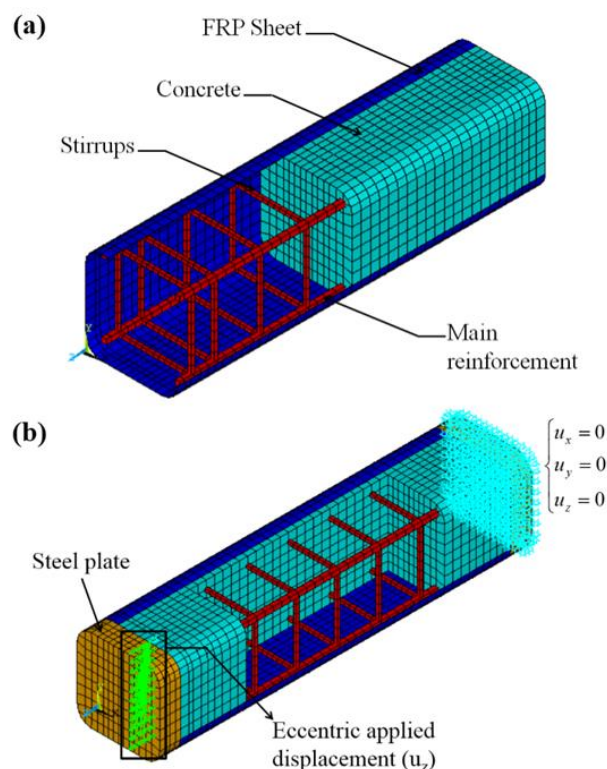 (a)
FRP Sheet
Concrete
Stirrups
Main
reinforcement
Y
(b)
u_x = 0
u_y = 0
u_z = 0
Steel plate
Eccentric applied
displacement (u_z)